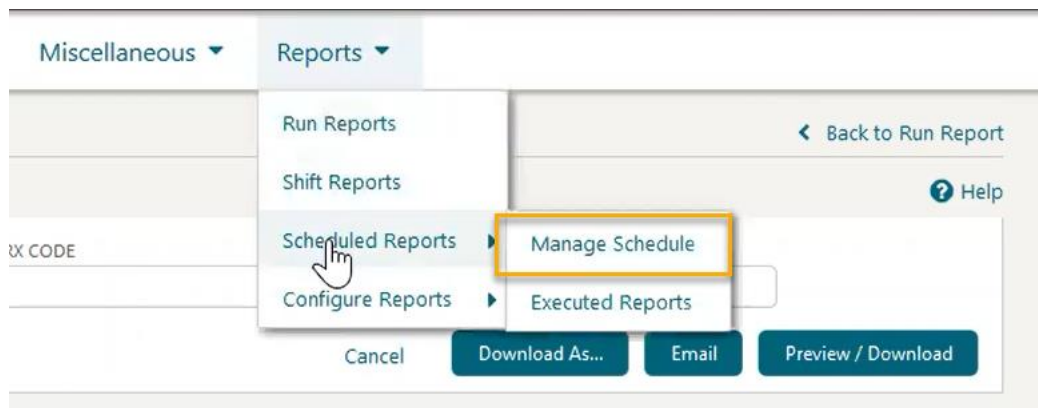 Miscellaneous Reports
Run Reports
Back to Run Report
Shift Reports
Help
Scheduled Reports Manage Schedule
CODE
Configure Reports Executed Reports
Cancel Download As... Email Preview / Download